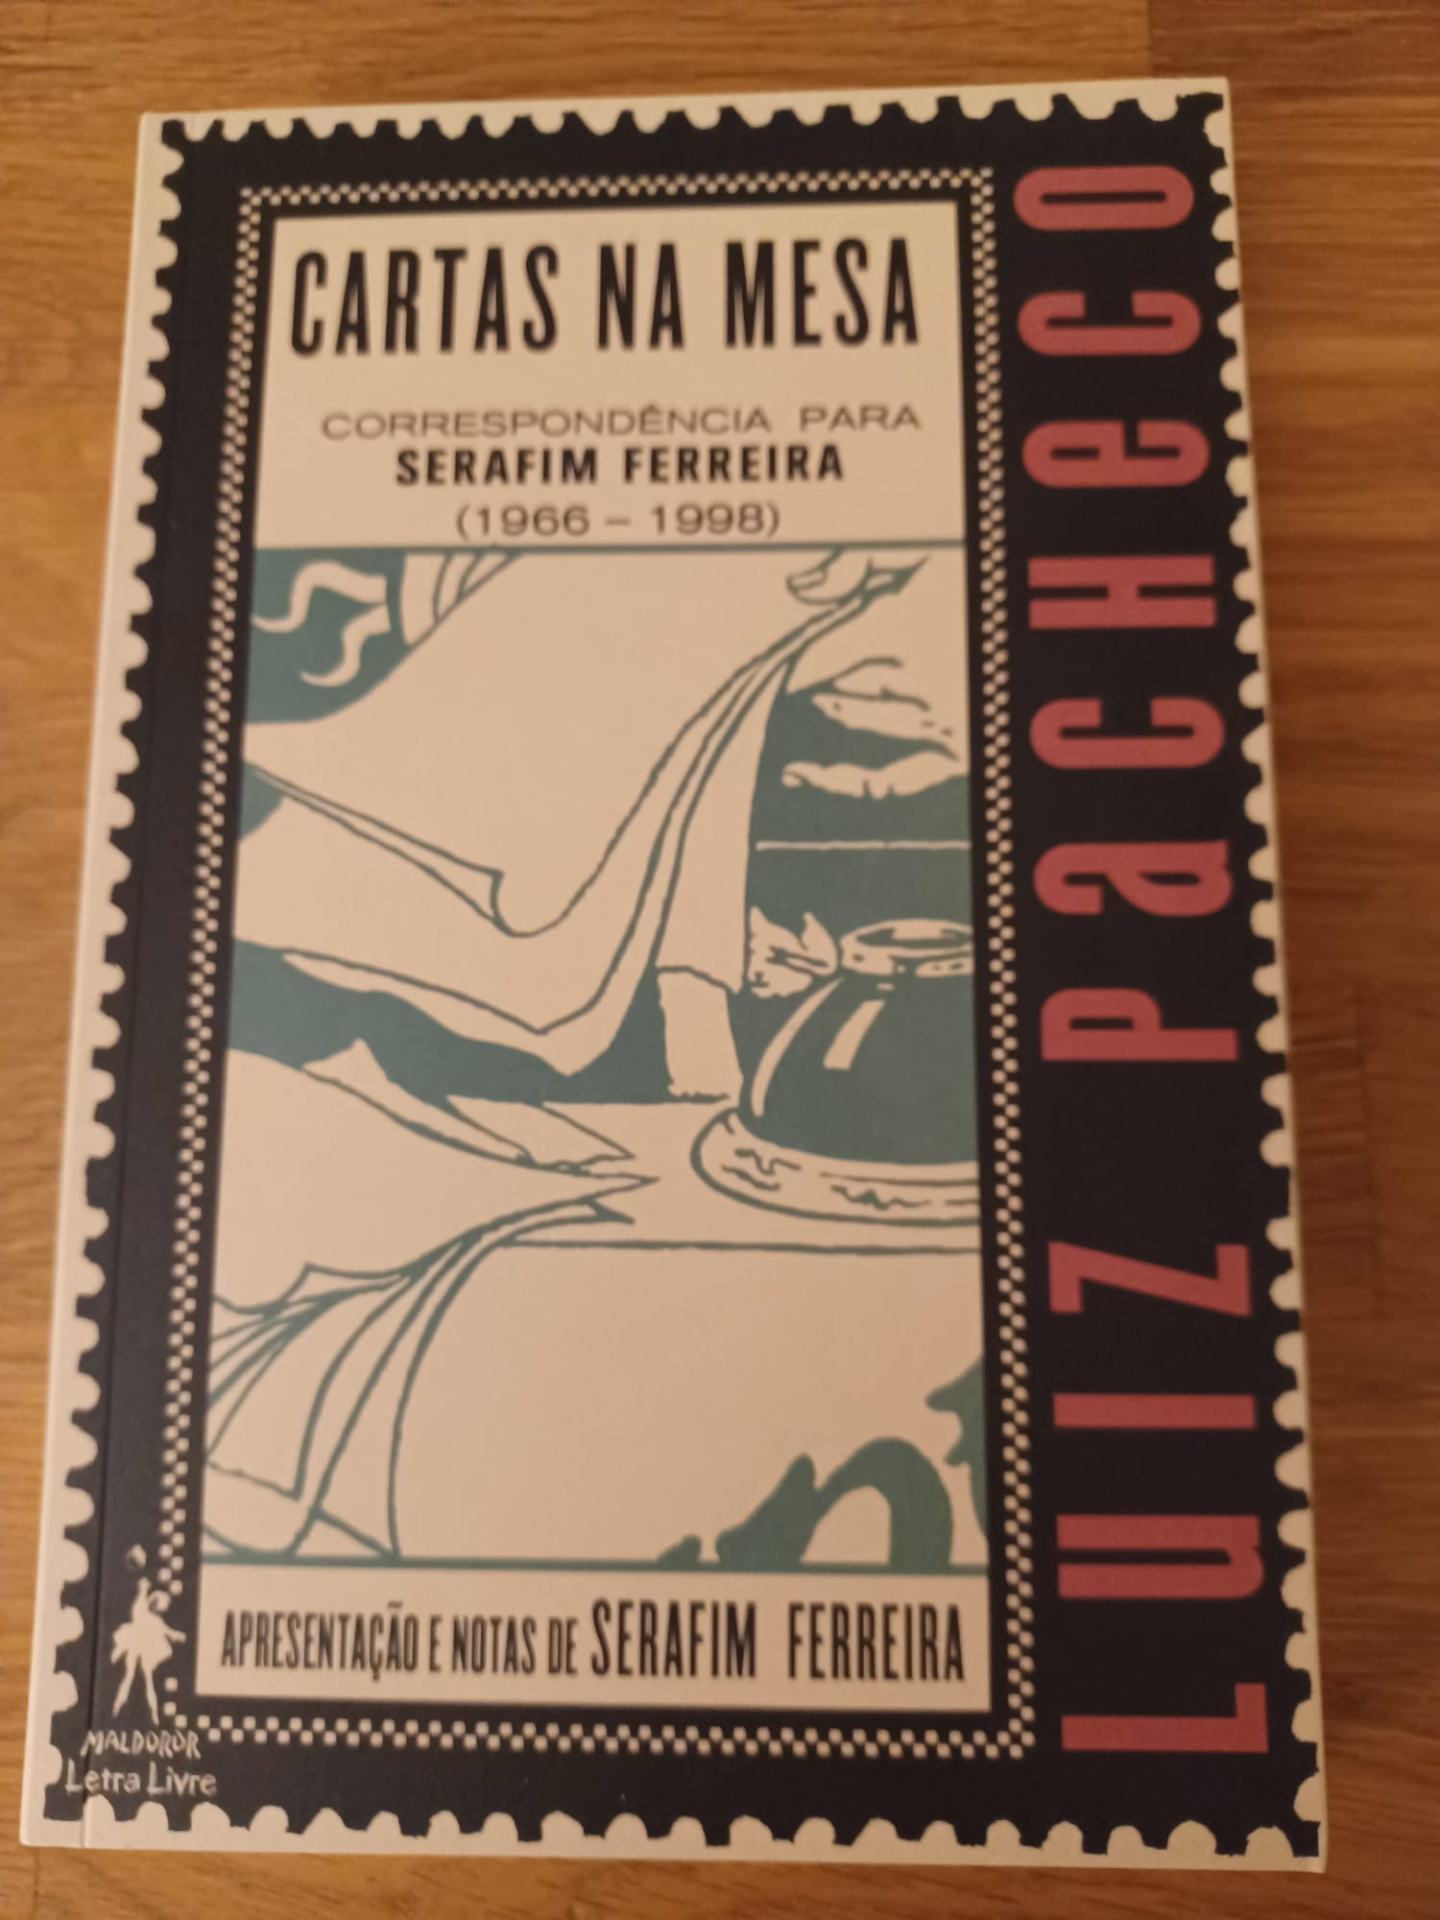 CARTAS NA MESA
CORRESPONDÊNCIA PARA
SERAFIM FERREIRA
(1966 – 1998)
LUIZ PACHECO
APRESENTAÇÃO E NOTAS DE SERAFIM FERREIRA
MALDOROR
Letra Livre